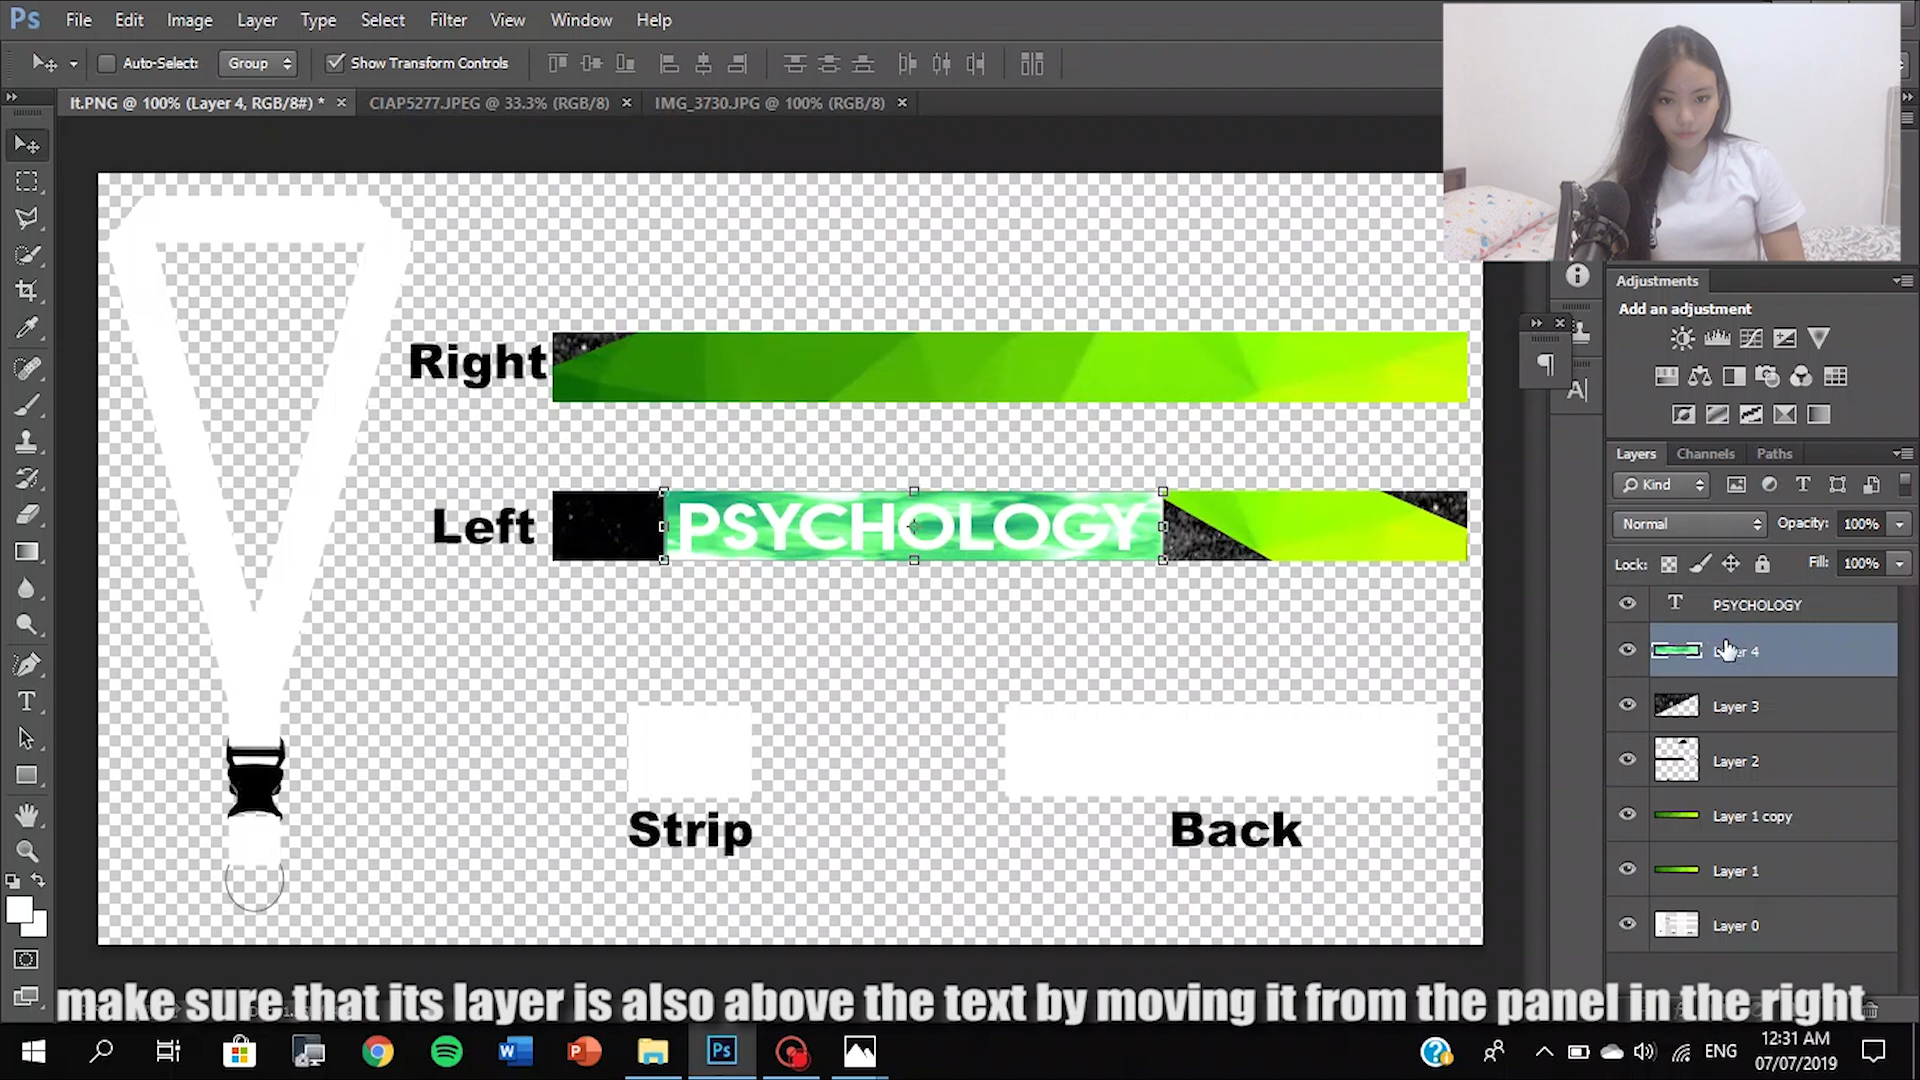 Ps File Edit Image Layer Type Select Filter View Window Help
Auto-Select: Group Show Transform Controls
lt.PNG @ 100% (Layer 4, RGB/8#) * × CIAP5277.JPEG @ 33.3% (RGB/8) × IMG_3730.JPG @ 100% (RGB/8) ×
Adjustments
Add an adjustment
Right
Layers Channels Paths
Kind
Normal Opacity: 100%
Left PSYCHOLOGY
Lock: Fill: 100%
T PSYCHOLOGY
Layer 4
Layer 3
Layer 2
Layer 1 copy
Layer 1
Layer 0
Strip Back
make sure that its layer is also above the text by moving it from the panel in the right
12:31 AM
ENG
07/07/2019